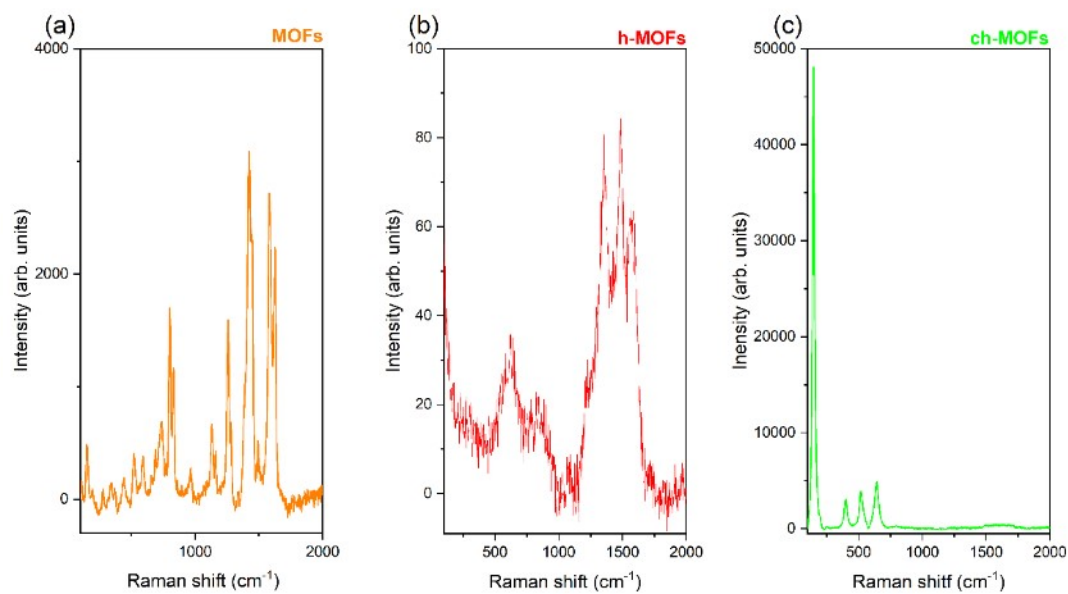 (a)
MOFs
4000
2000
0
1000
2000
Intensity (arb. units)
Raman shift (cm⁻¹)
(b)
h-MOFs
100
80
60
40
20
0
500
1000
1500
2000
Intensity (arb. units)
Raman shift (cm⁻¹)
(c)
ch-MOFs
50000
40000
30000
20000
10000
0
500
1000
1500
2000
Inensity (arb. units)
Raman shitf (cm⁻¹)